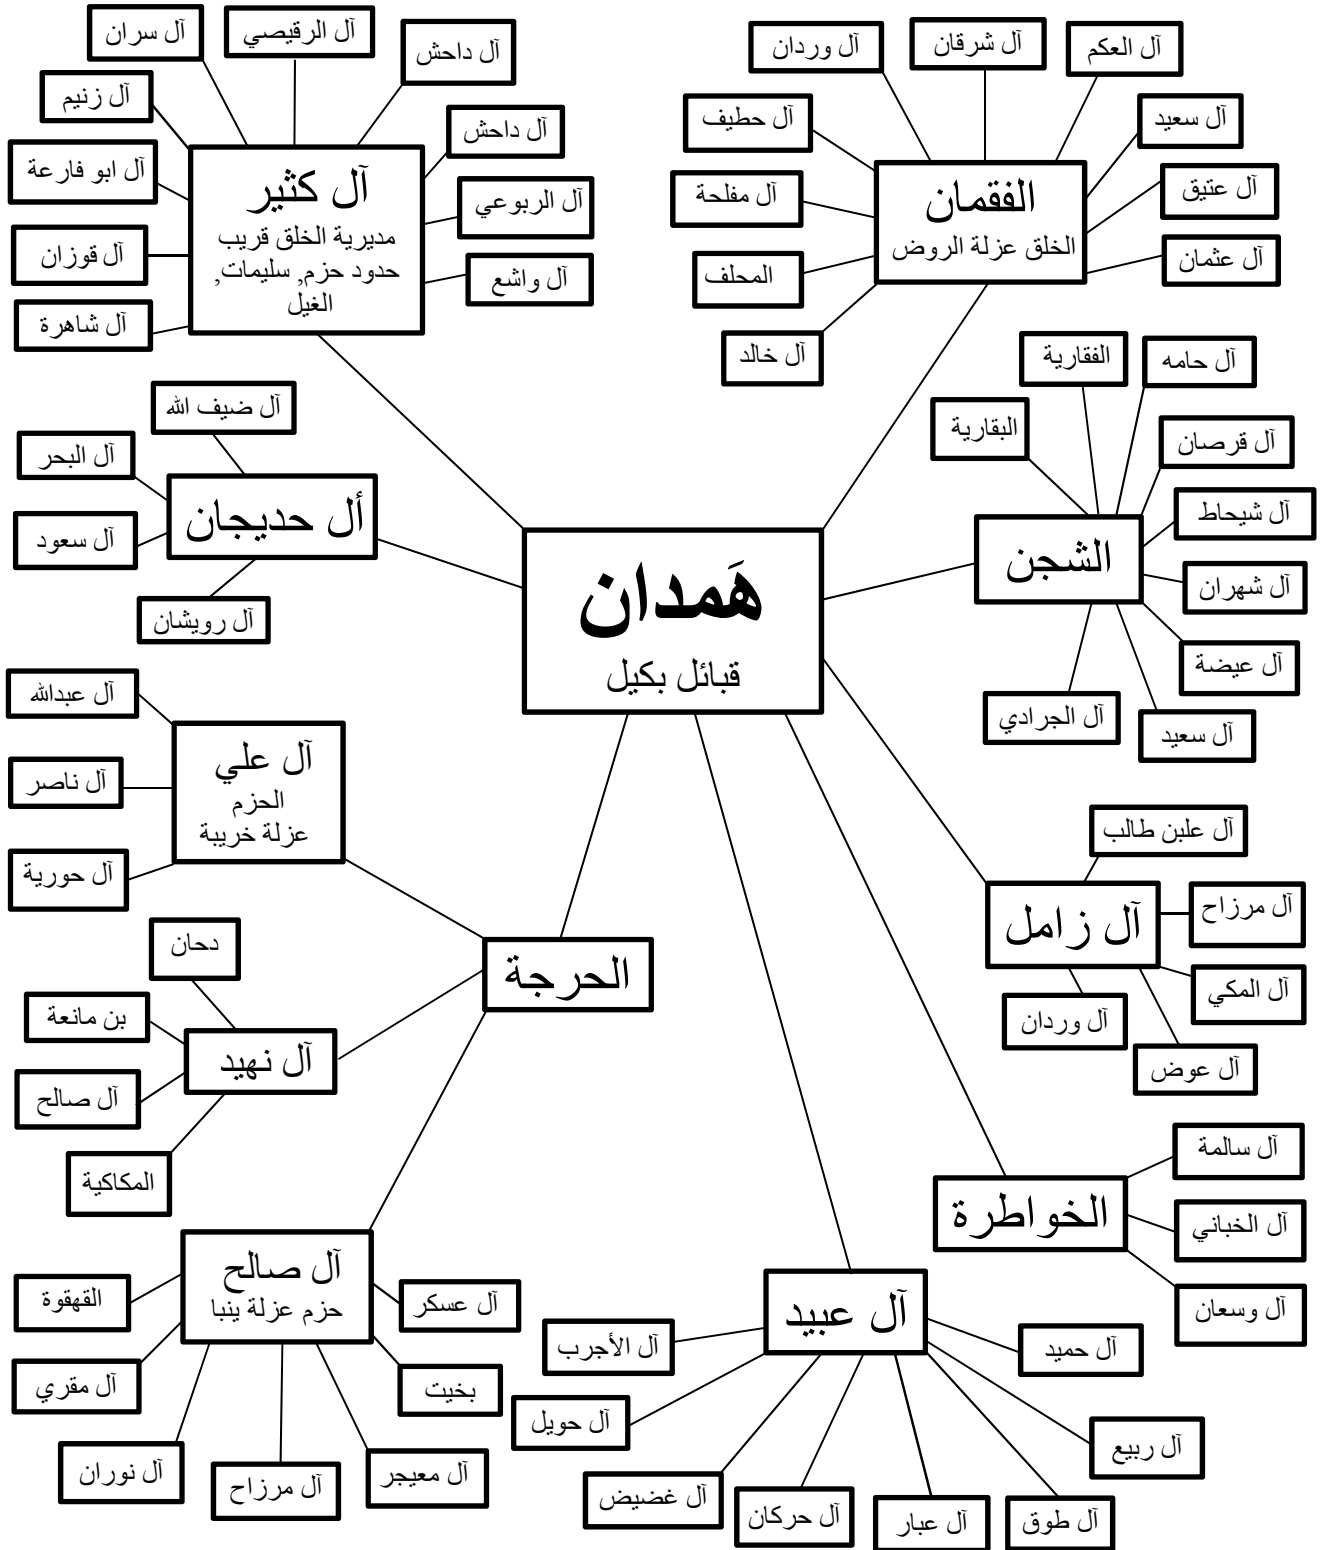 هَمدان
قبائل بكيل
آل كثير
مديرية الخلق قريب
حدود حزم, سليمات,
الغيل
آل سران
آل الرقيصي
آل داحش
آل زنيم
آل داحش
آل ابو فارعة
آل الربوعي
آل قوزان
آل واشع
آل شاهرة
الفقمان
الخلق عزلة الروض
آل وردان
آل شرقان
آل العكم
آل حطيف
آل سعيد
آل مفلحة
آل عتيق
المحلف
آل عثمان
آل خالد
أل حديجان
آل ضيف الله
آل البحر
آل سعود
آل رويشان
الشجن
الفقارية
آل حامه
البقارية
آل قرصان
آل شيحاط
آل شهران
آل عيضة
آل سعيد
آل الجرادي
الحرجة
آل علي
الحزم
عزلة خريبة
آل عبدالله
آل ناصر
آل حورية
آل نهيد
دحان
بن مانعة
آل صالح
المكاكية
آل صالح
حزم عزلة ينبا
القهقوة
آل عسكر
آل مقري
بخيت
آل نوران
آل مرزاح
آل معيجر
آل زامل
آل علبن طالب
آل مرزاح
آل المكي
آل وردان
آل عوض
الخواطرة
آل سالمة
آل الخباني
آل وسعان
آل عبيد
آل الأجرب
آل حميد
آل حويل
آل ربيع
آل غضيض
آل حركان
آل عبار
آل طوق